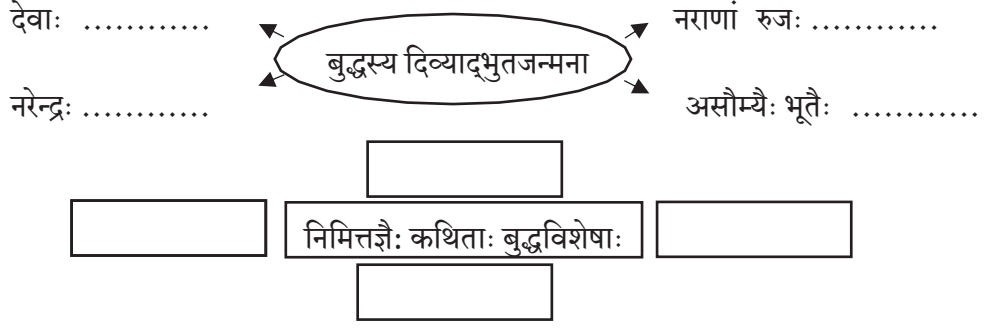 देवाः ............ नराणां रुजः ............
बुद्धस्य दिव्याद्भुतजन्मना
नरेन्द्रः ............ असौम्यैः भूतैः ............
निमित्तज्ञै: कथिताः बुद्धविशेषाः